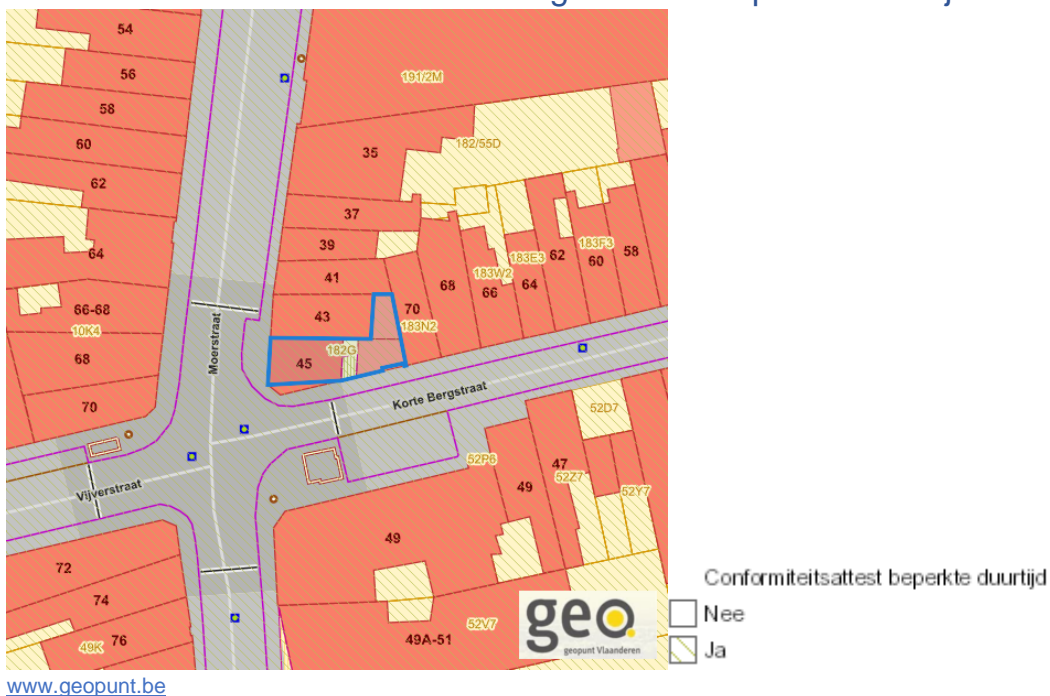 54
56
191/2M
58
60
182/55D
35
62
37
39
64
183F3
62
60
58
183E3
41
68
183W2
66
64
66-68
43
70
10K4
183N2
Moerstraat
68
182G
45
Korte Bergstraat
70
52D7
52P6
47
Vijverstraat
49
52Z7
52Y7
49
72
74
Conformiteitsattest beperkte duurtijd
geo.
Nee
52V7
49K
76
49A-51
geopunt Vlaanderen
Ja
www.geopunt.be